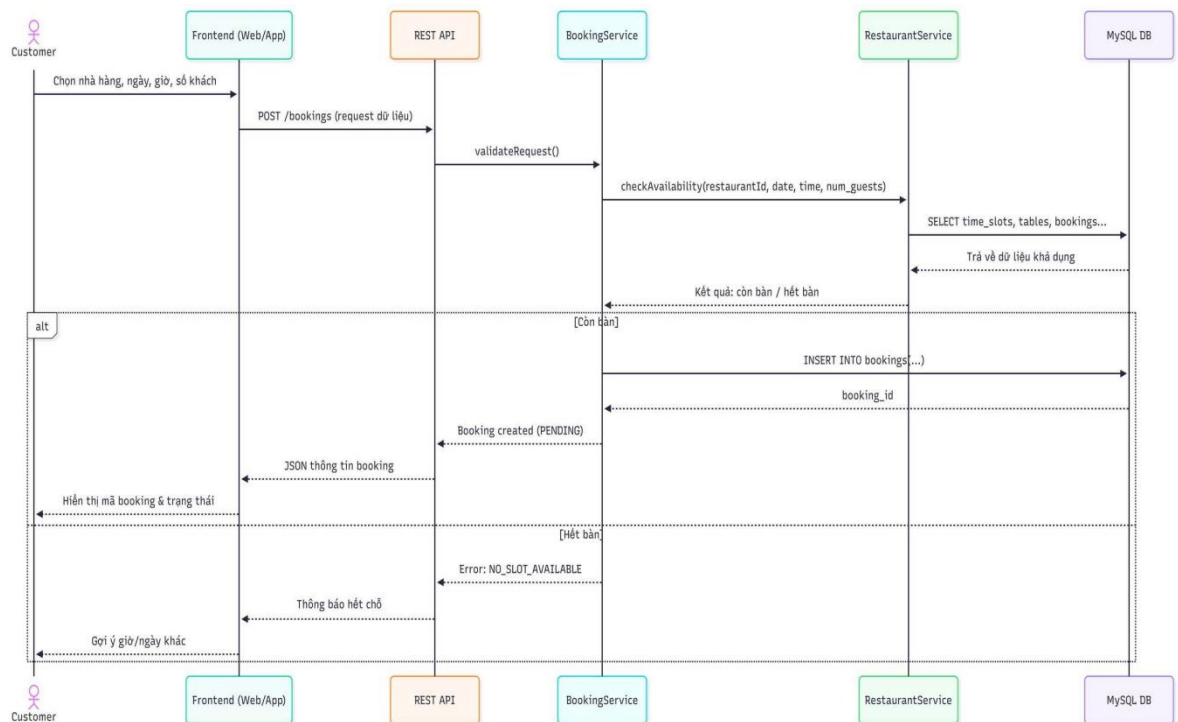 Customer
Frontend (Web/App)
REST API
BookingService
RestaurantService
MySQL DB
Chọn nhà hàng, ngày, giờ, số khách
POST /bookings (request dữ liệu)
validateRequest()
checkAvailability(restaurantId, date, time, num_guests)
SELECT time_slots, tables, bookings...
Trả về dữ liệu khả dụng
Kết quả: còn bàn / hết bàn
alt
[Còn bàn]
INSERT INTO bookings(...)
booking_id
Booking created (PENDING)
JSON thông tin booking
Hiển thị mã booking & trạng thái
[Hết bàn]
Error: NO_SLOT_AVAILABLE
Thông báo hết chỗ
Gợi ý giờ/ngày khác
Customer
Frontend (Web/App)
REST API
BookingService
RestaurantService
MySQL DB